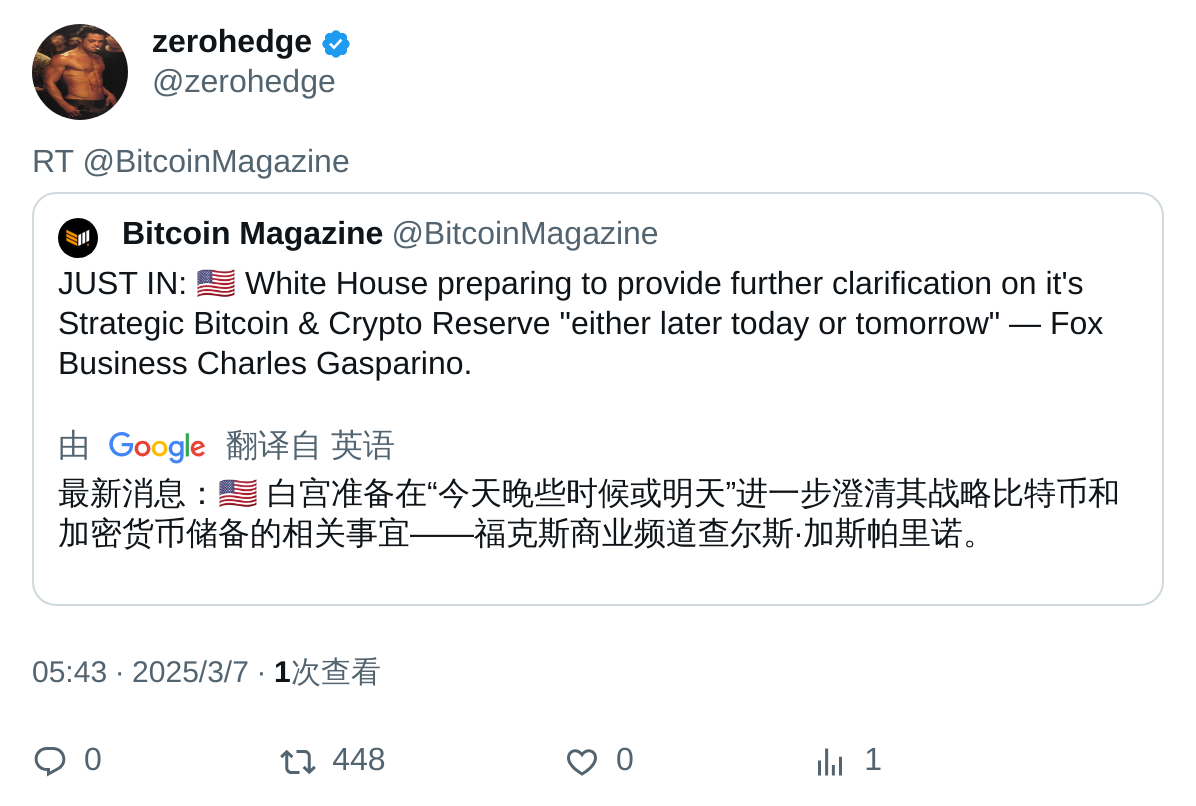 zerohedge
@zerohedge
RT @BitcoinMagazine
Bitcoin Magazine @BitcoinMagazine
JUST IN: 🇺🇸 White House preparing to provide further clarification on it's
Strategic Bitcoin & Crypto Reserve "either later today or tomorrow" — Fox
Business Charles Gasparino.
由 Google 翻译自 英语
最新消息：🇺🇸 白宫准备在“今天晚些时候或明天”进一步澄清其战略比特币和
加密货币储备的相关事宜——福克斯商业频道查尔斯·加斯帕里诺。
05:43 · 2025/3/7 · 1次查看
0 448 0 1